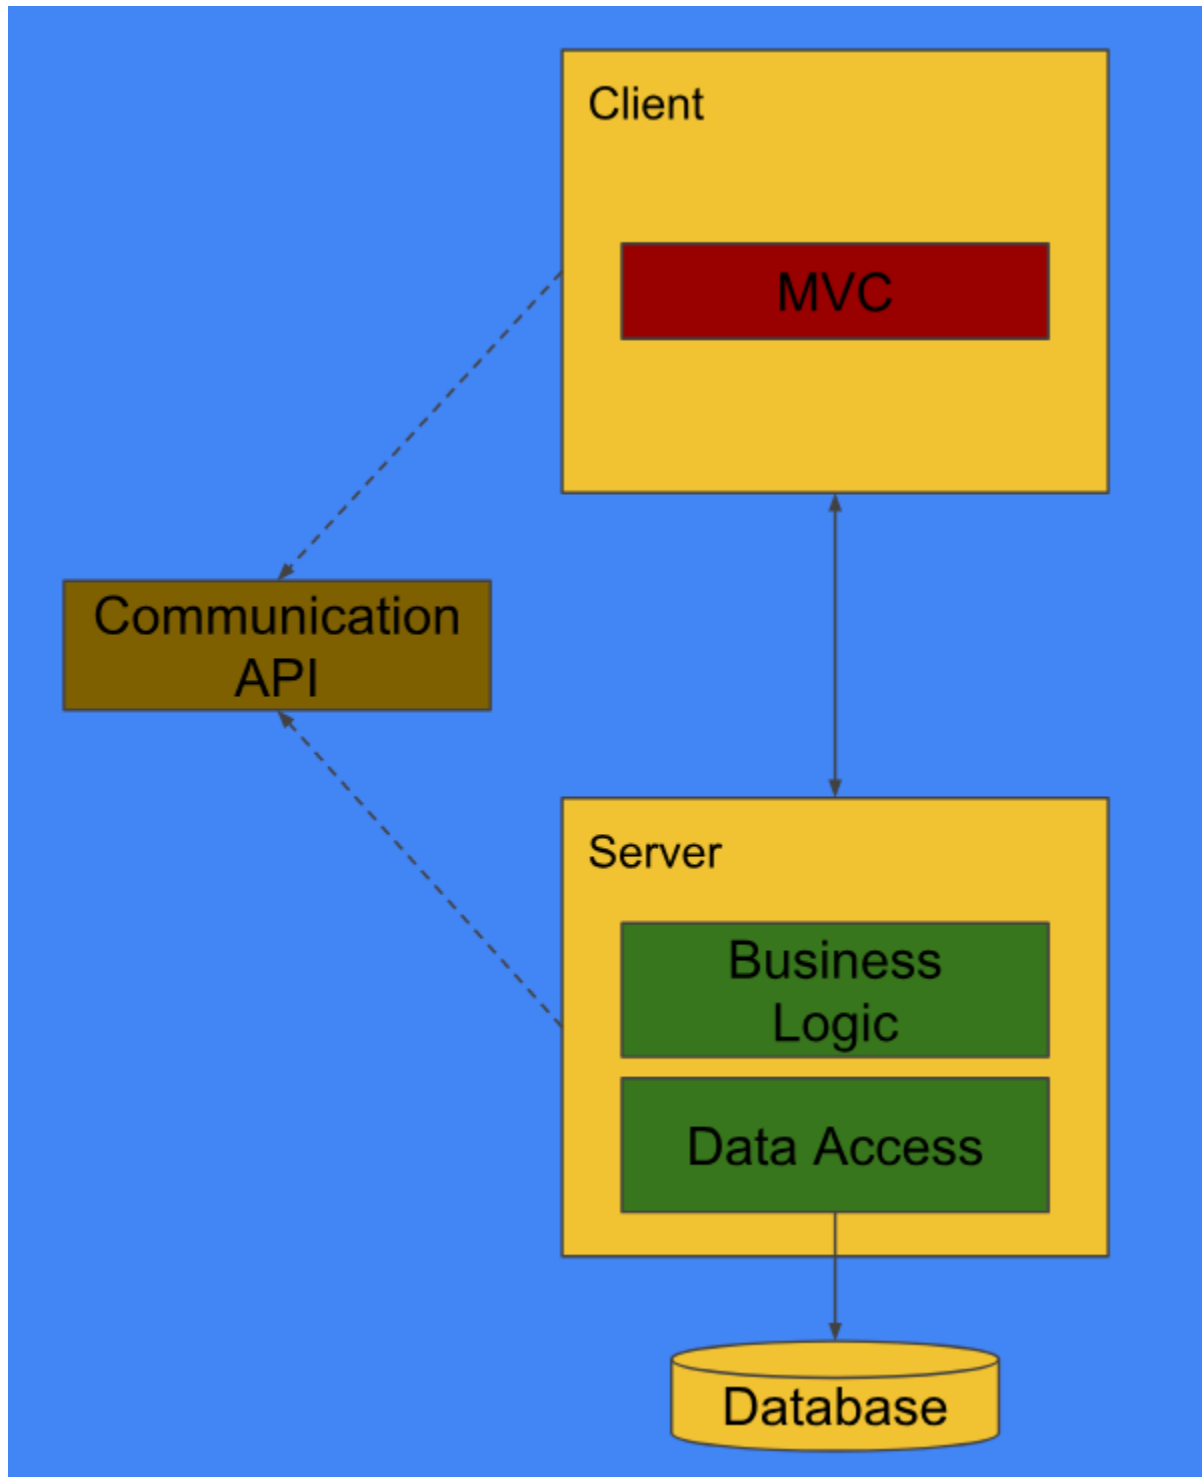 Client
MVC
Communication
API
Server
Business
Logic
Data Access
Database